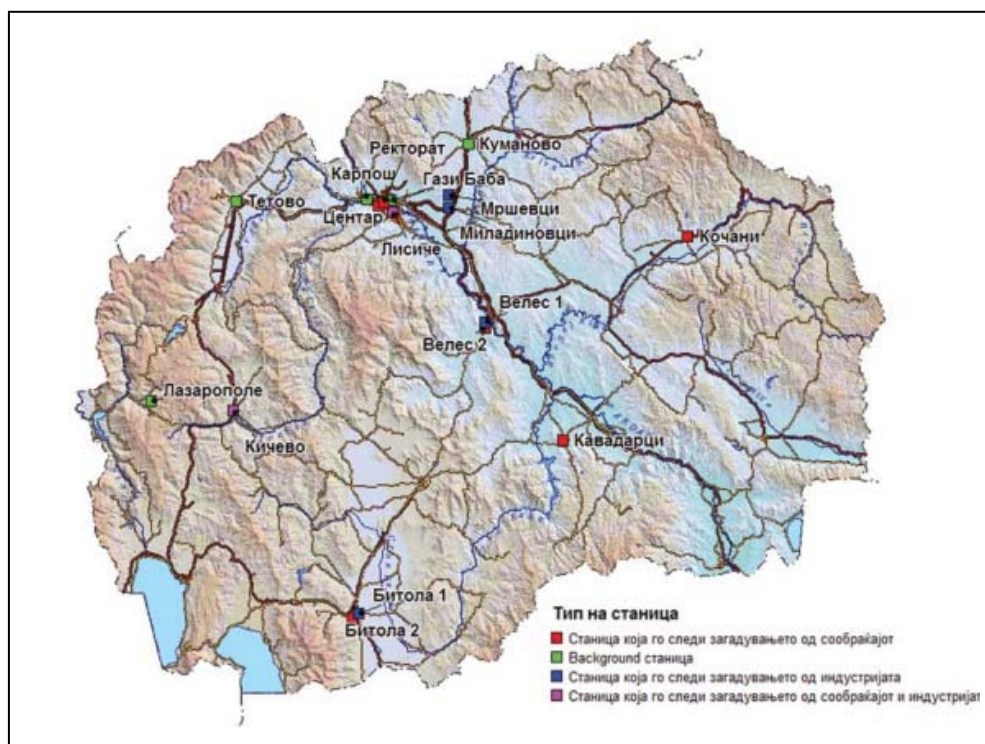 Ректорат
Куманово
Карпош
Гази Баба
Тетово
Центар
Мршевци
Миладиновци
Кочани
Лисиче
Велес 1
Велес 2
Лазарополе
Кичево
Кавадарци
Битола 1
Битола 2
Тип на станица
Станица која го следи загадувањето од сообраќајот
Background станица
Станица која го следи загадувањето од индустријата
Станица која го следи загадувањето од сообраќајот и индустријат